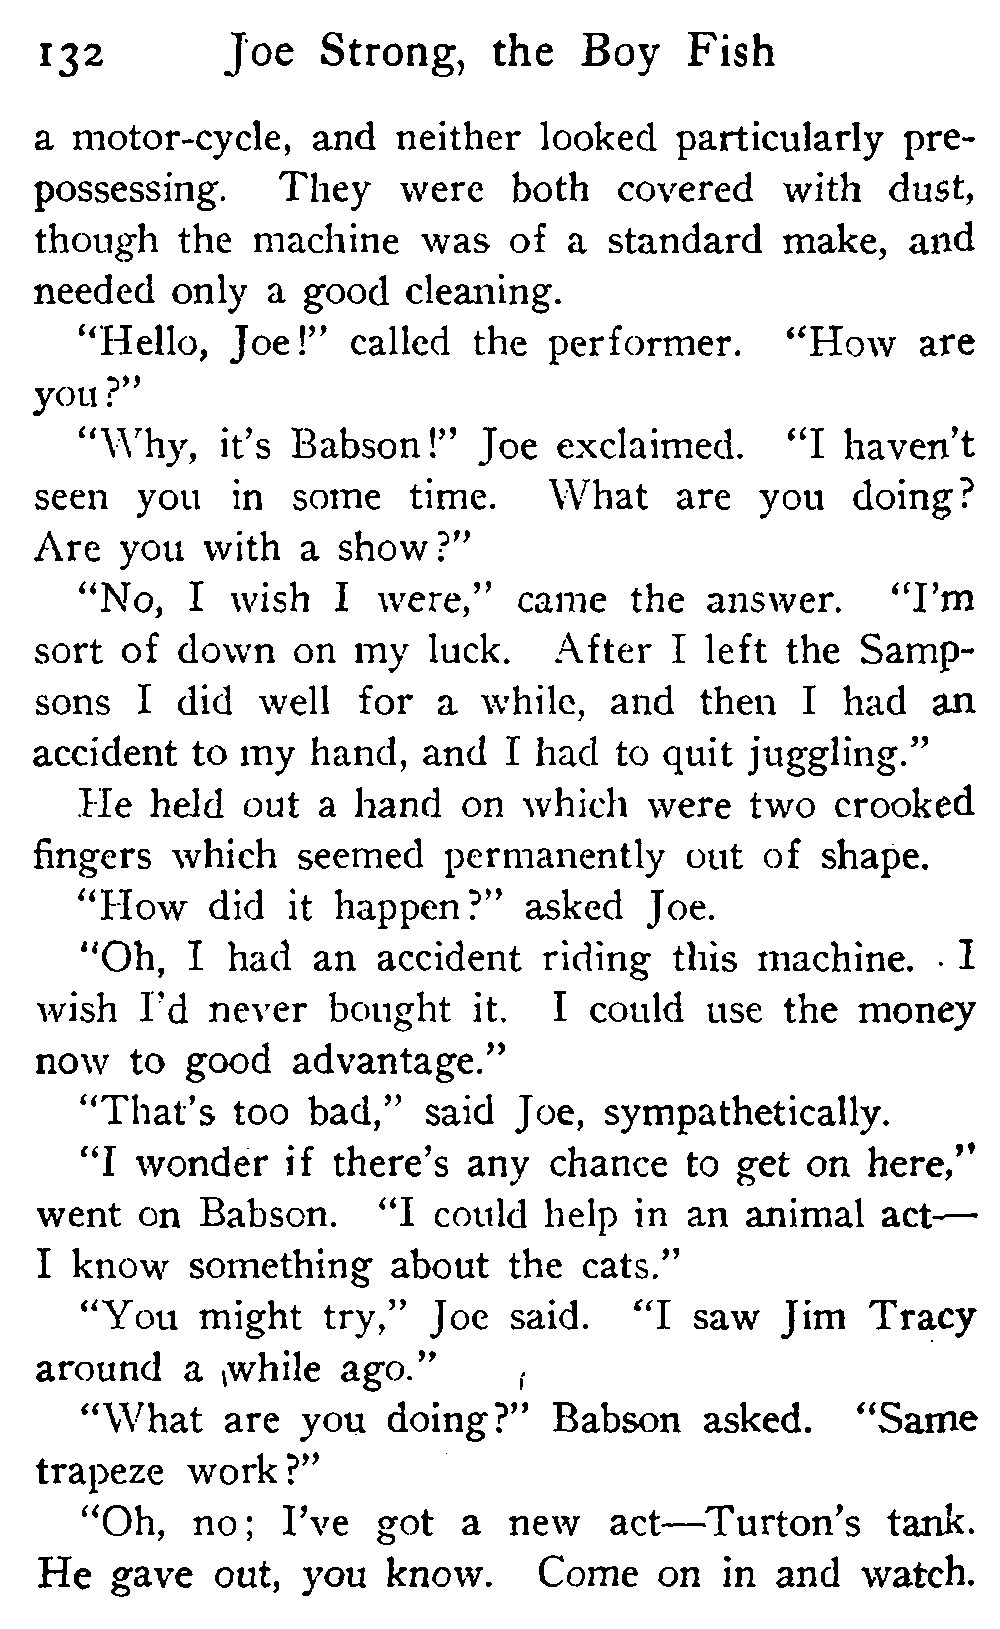 132 Joe Strong, the Boy Fish
a motor-cycle, and neither looked particularly pre-
possessing. They were both covered with dust,
though the machine was of a standard make, and
needed only a good cleaning.
"Hello, Joe!" called the performer. "How are
you?"
"Why, it's Babson!" Joe exclaimed. "I haven't
seen you in some time. What are you doing?
Are you with a show?"
"No, I wish I were," came the answer. "I'm
sort of down on my luck. After I left the Samp-
sons I did well for a while, and then I had an
accident to my hand, and I had to quit juggling."
He held out a hand on which were two crooked
fingers which seemed permanently out of shape.
"How did it happen?" asked Joe.
"Oh, I had an accident riding this machine. I
wish I'd never bought it. I could use the money
now to good advantage."
"That's too bad," said Joe, sympathetically.
"I wonder if there's any chance to get on here,"
went on Babson. "I could help in an animal act—
I know something about the cats."
"You might try," Joe said. "I saw Jim Tracy
around a while ago."
"What are you doing?" Babson asked. "Same
trapeze work?"
"Oh, no; I've got a new act—Turton's tank.
He gave out, you know. Come on in and watch.